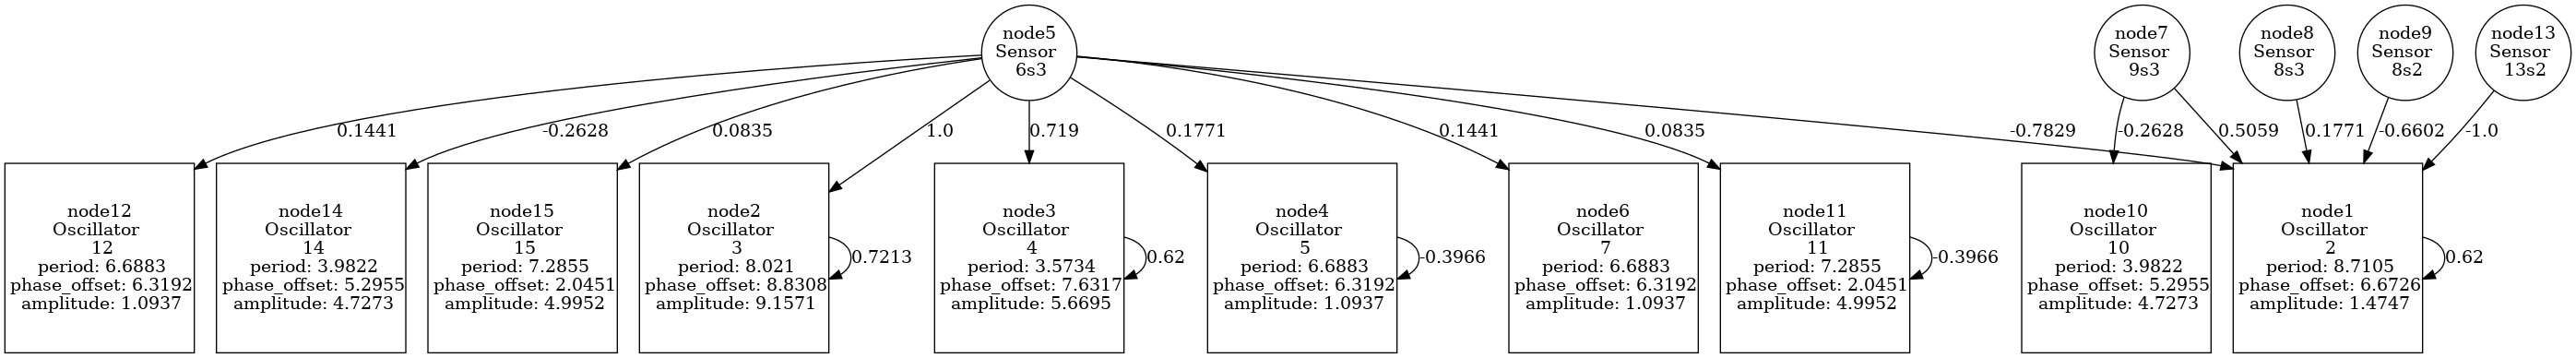 node5
Sensor
6s3
node7
Sensor
9s3
node8
Sensor
8s3
node9
Sensor
8s2
node13
Sensor
13s2
0.1441
-0.2628
0.0835
1.0
0.719
0.1771
0.1441
0.0835
-0.7829
-0.2628
0.5059
0.1771
-0.6602
-1.0
node12
Oscillator
12
period: 6.6883
phase_offset: 6.3192
amplitude: 1.0937
node14
Oscillator
14
period: 3.9822
phase_offset: 5.2955
amplitude: 4.7273
node15
Oscillator
15
period: 7.2855
phase_offset: 2.0451
amplitude: 4.9952
node2
Oscillator
3
period: 8.021
phase_offset: 8.8308
amplitude: 9.1571
0.7213
node3
Oscillator
4
period: 3.5734
phase_offset: 7.6317
amplitude: 5.6695
0.62
node4
Oscillator
5
period: 6.6883
phase_offset: 6.3192
amplitude: 1.0937
-0.3966
node6
Oscillator
7
period: 6.6883
phase_offset: 6.3192
amplitude: 1.0937
node11
Oscillator
11
period: 7.2855
phase_offset: 2.0451
amplitude: 4.9952
-0.3966
node10
Oscillator
10
period: 3.9822
phase_offset: 5.2955
amplitude: 4.7273
node1
Oscillator
2
period: 8.7105
phase_offset: 6.6726
amplitude: 1.4747
0.62